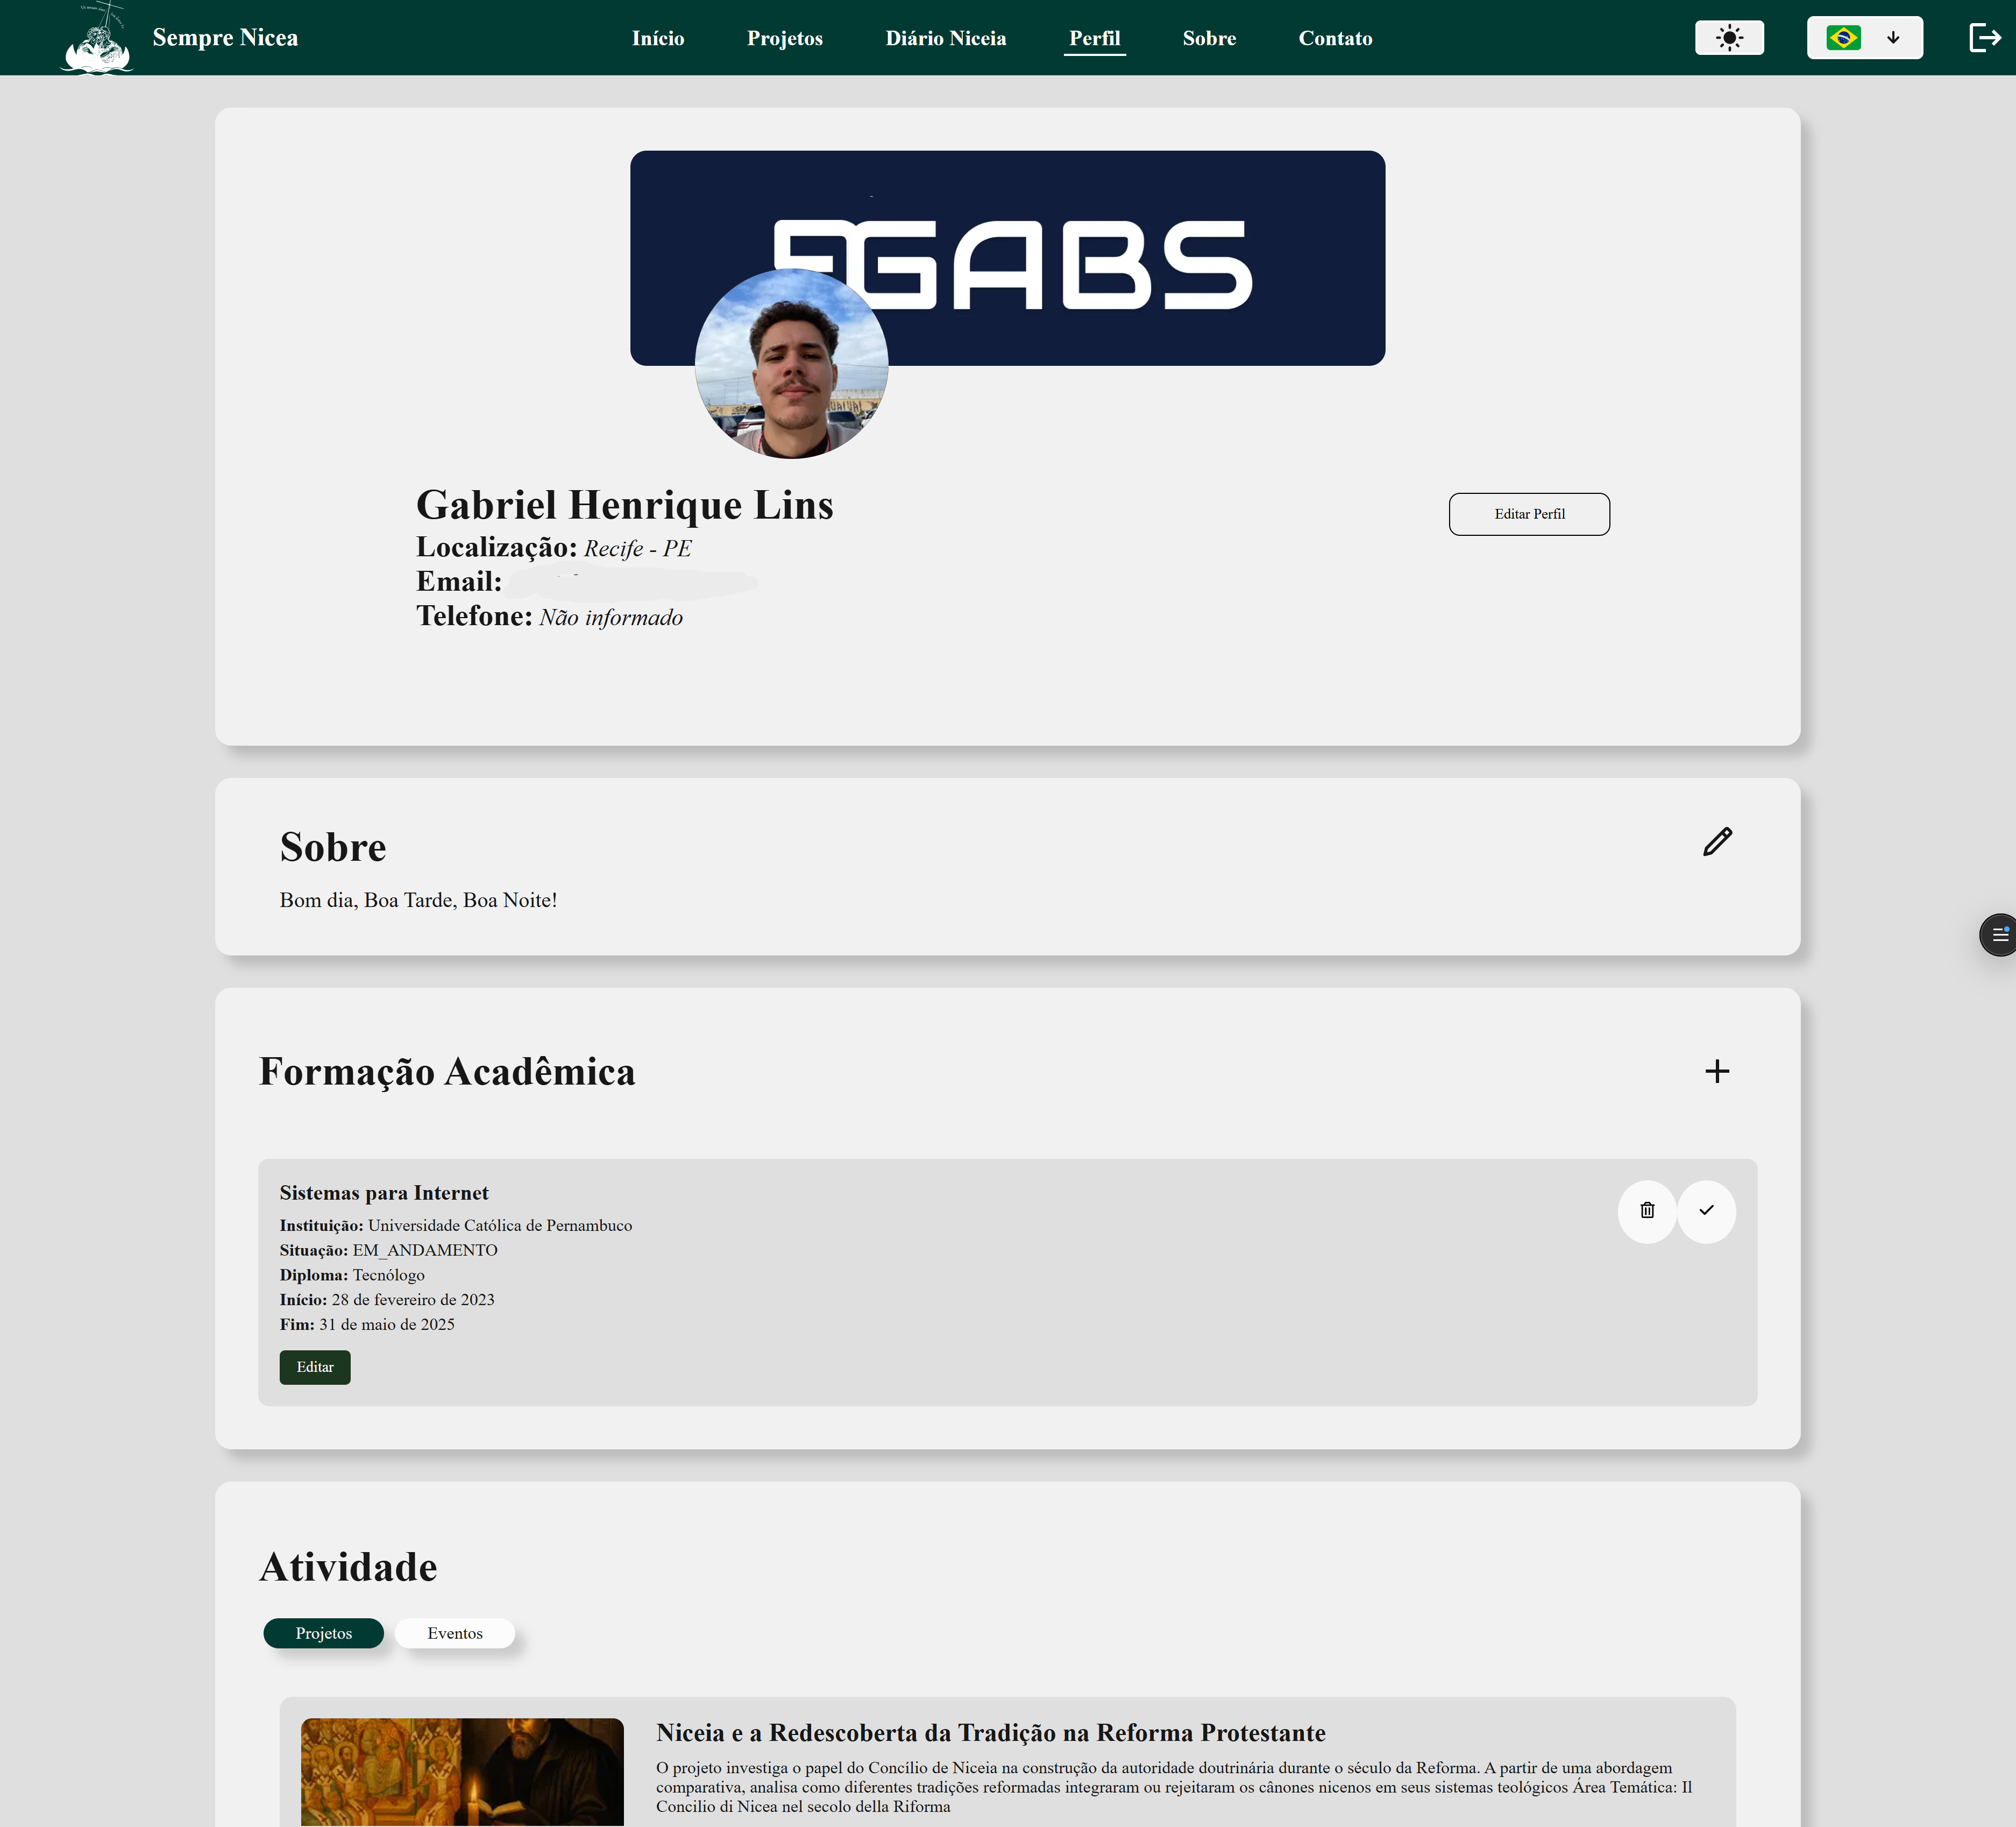 Sempre Nicea
Início
Projetos
Diário Niceia
Perfil
Sobre
Contato
GABS
Gabriel Henrique Lins
Localização: Recife - PE
Email:
Telefone: Não informado
Editar Perfil
Sobre
Bom dia, Boa Tarde, Boa Noite!
Formação Acadêmica
Sistemas para Internet
Instituição: Universidade Católica de Pernambuco
Situação: EM_ANDAMENTO
Diploma: Tecnólogo
Início: 28 de fevereiro de 2023
Fim: 31 de maio de 2025
Editar
Atividade
Projetos
Eventos
Niceia e a Redescoberta da Tradição na Reforma Protestante
O projeto investiga o papel do Concílio de Niceia na construção da autoridade doutrinária durante o século da Reforma. A partir de uma abordagem
comparativa, analisa como diferentes tradições reformadas integraram ou rejeitaram os cânones nicenos em seus sistemas teológicos Área Temática: Il
Concilio di Nicea nel secolo della Riforma